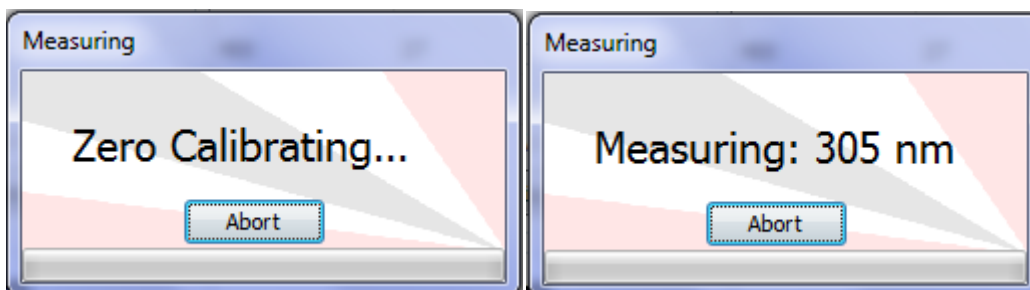 Measuring
Zero Calibrating...
Abort
Measuring
Measuring: 305 nm
Abort